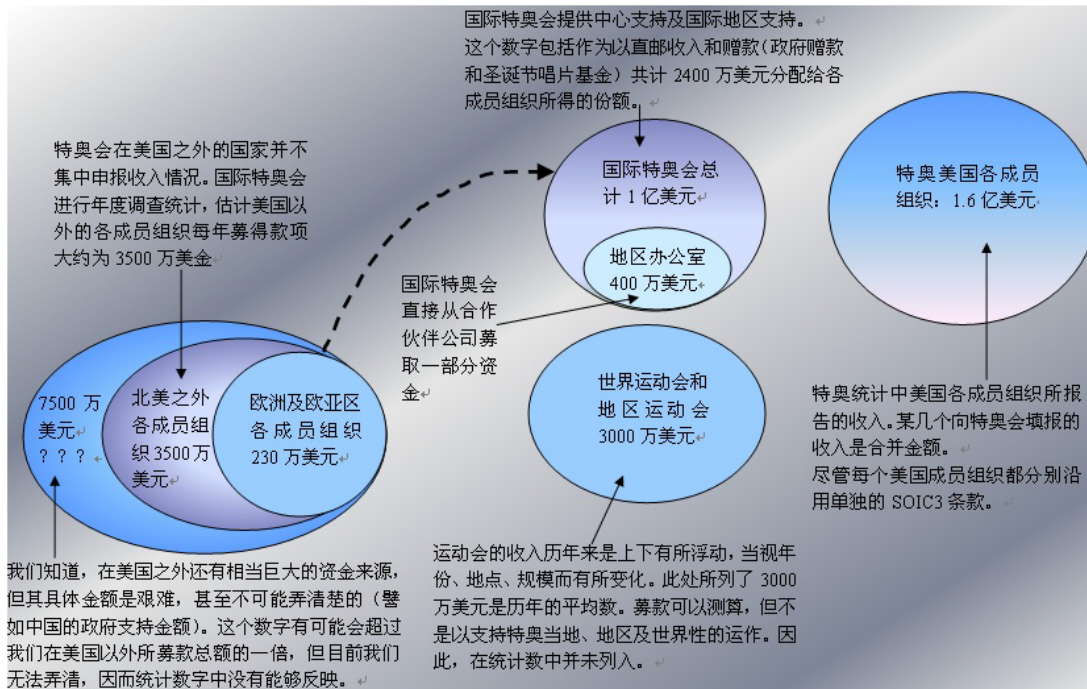 国际特奥会提供中心支持及国际地区支持。
这个数字包括作为以直邮收入和赠款(政府赠款
和圣诞节唱片基金）共计 2400 万美元分配给各
成员组织所得的份额。
特奥会在美国之外的国家并不
集中申报收入情况。国际特奥会
进行年度调查统计，估计美国以
外的各成员组织每年募得款项
大约为 3500 万美金
国际特奥会总
计 1 亿美元
地区办公室
400 万美元
特奥美国各成员
组织：1.6 亿美元
国际特奥会
直接从合作
伙伴公司募
取一部分资
金
7500 万
美元
？？？
北美之外
各成员组
织 3500 万
美元
欧洲及欧亚区
各成员组织
230 万美元
世界运动会和
地区运动会
3000 万美元
特奥统计中美国各成员组织所报
告的收入。某几个向特奥会填报的
收入是合并金额。
尽管每个美国成员组织都分别沿
用单独的 SOIC3 条款。
我们知道，在美国之外还有相当巨大的资金来源，
但其具体金额是艰难，甚至不可能弄清楚的（譬
如中国的政府支持金额）。这个数字有可能会超过
我们在美国以外所募款总额的一倍，但目前我们
无法弄清，因而统计数字中没有能够反映。
运动会的收入历年来是上下有所浮动，当视年
份、地点、规模而有所变化。此处所列了 3000
万美元是历年的平均数。募款可以测算，但不
是以支持特奥当地、地区及世界性的运作。因
此，在统计数中并未列入。